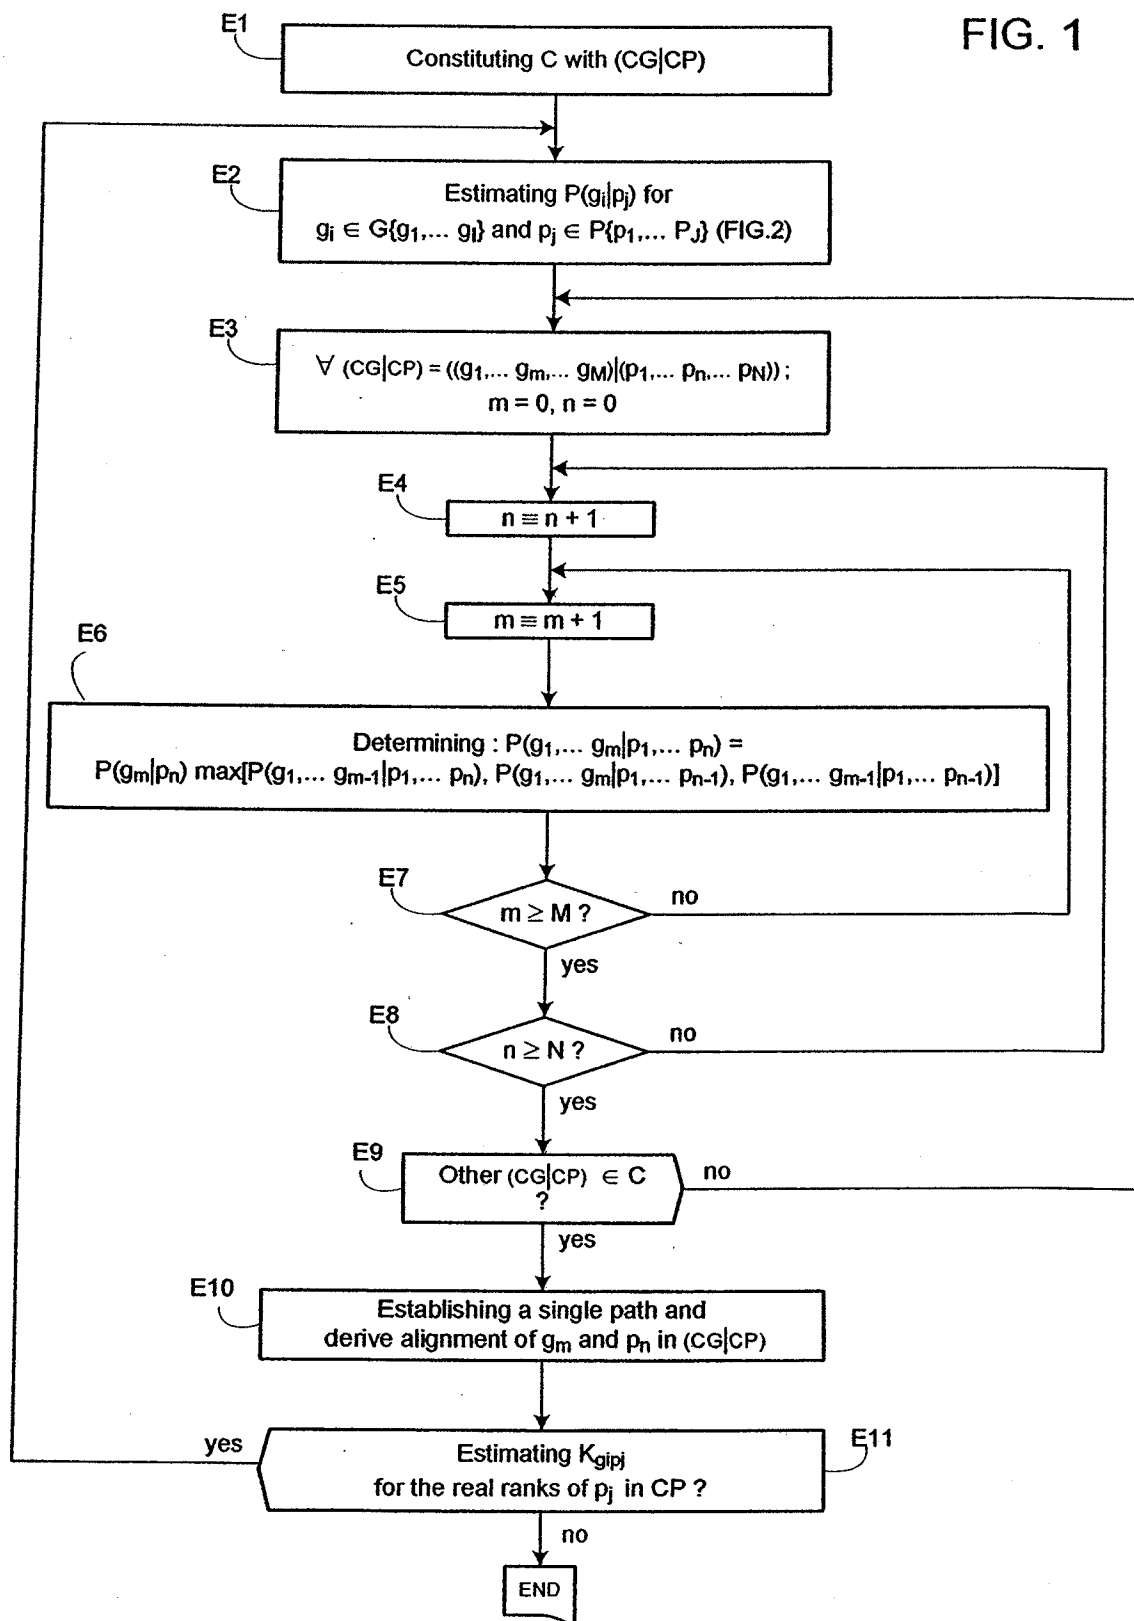 FIG. 1
E1
Constituting C with (CG|CP)
E2
Estimating P(gi|pj) for
gi ∈ G{g1,... gI} and pj ∈ P{p1,... PJ} (FIG.2)
E3
∀ (CG|CP) = ((g1,... gm,... gM)|(p1,... pn,... pN)) ;
m = 0, n = 0
E4
n ≡ n + 1
E5
m ≡ m + 1
E6
Determining : P(g1,... gm|p1,... pn) =
P(gm|pn) max[P(g1,... gm-1|p1,... pn), P(g1,... gm|p1,... pn-1), P(g1,... gm-1|p1,... pn-1)]
E7
m ≥ M ?
no
yes
E8
n ≥ N ?
no
yes
E9
Other (CG|CP) ∈ C
?
no
yes
E10
Establishing a single path and
derive alignment of gm and pn in (CG|CP)
yes
E11
Estimating Kgipj
for the real ranks of pj in CP ?
no
END